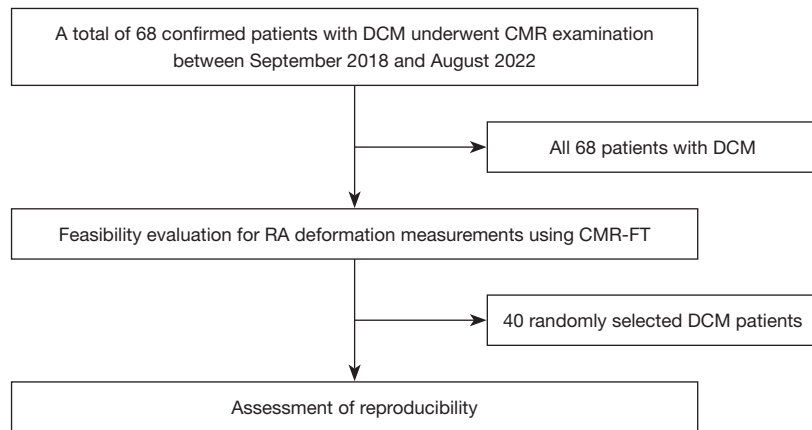 A total of 68 confirmed patients with DCM underwent CMR examination
between September 2018 and August 2022
All 68 patients with DCM
Feasibility evaluation for RA deformation measurements using CMR-FT
40 randomly selected DCM patients
Assessment of reproducibility